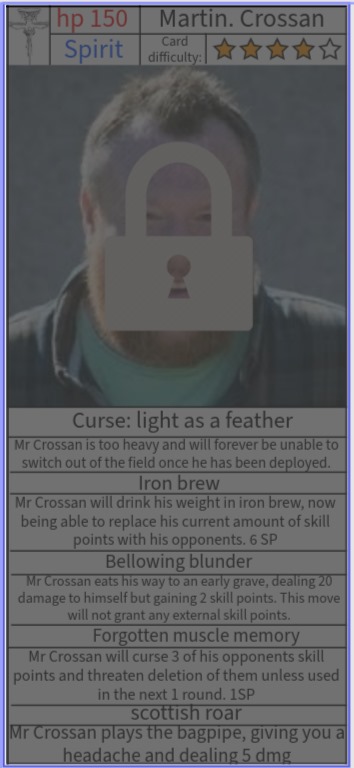 hp 150
Martin. Crossan
Spirit
Card
difficulty:
Curse: light as a feather
Mr Crossan is too heavy and will forever be unable to
switch out of the field once he has been deployed.
Iron brew
Mr Crossan will drink his weight in iron brew, now
being able to replace his current amount of skill
points with his opponents. 6 SP
Bellowing blunder
Mr Crossan eats his way to an early grave, dealing 20
damage to himself but gaining 2 skill points. This move
will not grant any external skill points.
Forgotten muscle memory
Mr Crossan will curse 3 of his opponents skill
points and threaten deletion of them unless used
in the next 1 round. 1SP
scottish roar
Mr Crossan plays the bagpipe, giving you a
headache and dealing 5 dmg